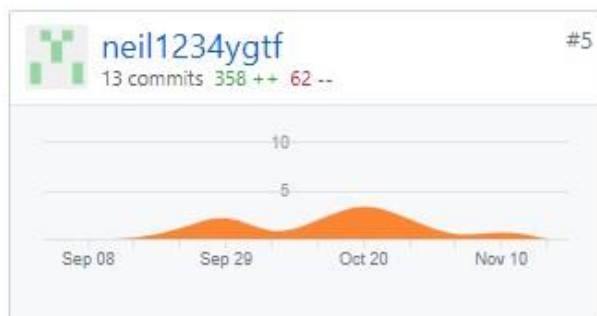 neil1234ygtf
#5
13 commits 358 ++ 62 --
10
5
Sep 08 Sep 29 Oct 20 Nov 10